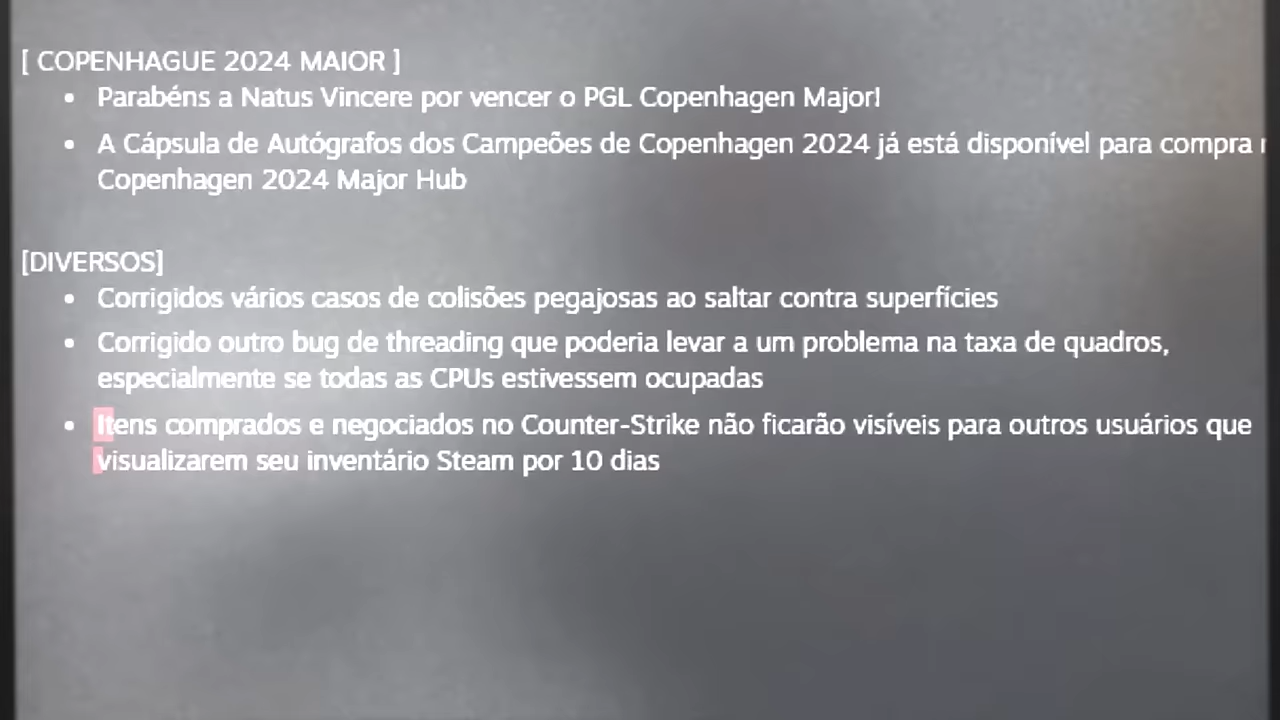 [ COPENHAGUE 2024 MAIOR ]
• Parabéns a Natus Vincere por vencer o PGL Copenhagen Major!
• A Cápsula de Autógrafos dos Campeões de Copenhagen 2024 já está disponível para compra
Copenhagen 2024 Major Hub
[DIVERSOS]
• Corrigidos vários casos de colisões pegajosas ao saltar contra superfícies
• Corrigido outro bug de threading que poderia levar a um problema na taxa de quadros,
especialmente se todas as CPUs estivessem ocupadas
• Itens comprados e negociados no Counter-Strike não ficarão visíveis para outros usuários que
visualizarem seu inventário Steam por 10 dias